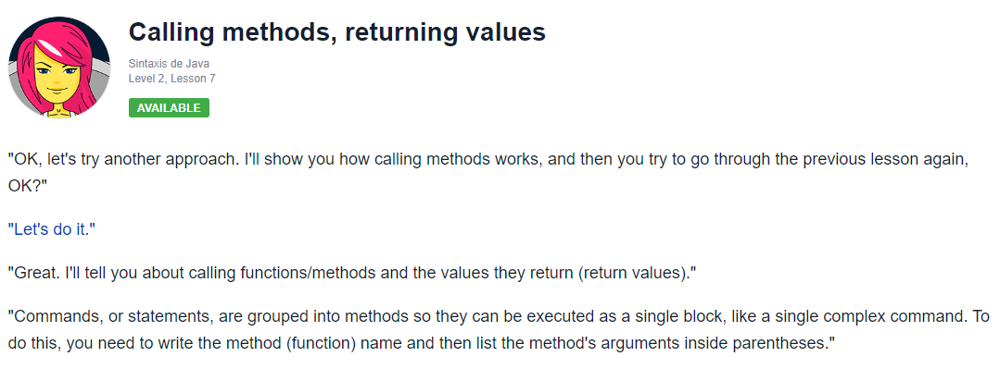 Calling methods, returning values
Sintaxis de Java
Level 2, Lesson 7
AVAILABLE
"OK, let's try another approach. I'll show you how calling methods works, and then you try to go through the previous lesson again,
OK?"
"Let's do it."
"Great. I'll tell you about calling functions/methods and the values they return (return values)."
"Commands, or statements, are grouped into methods so they can be executed as a single block, like a single complex command. To
do this, you need to write the method (function) name and then list the method's arguments inside parentheses."